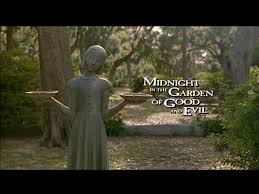 MIDNIGHT
IN THE GARDEN
OF GOOD
AND EVIL